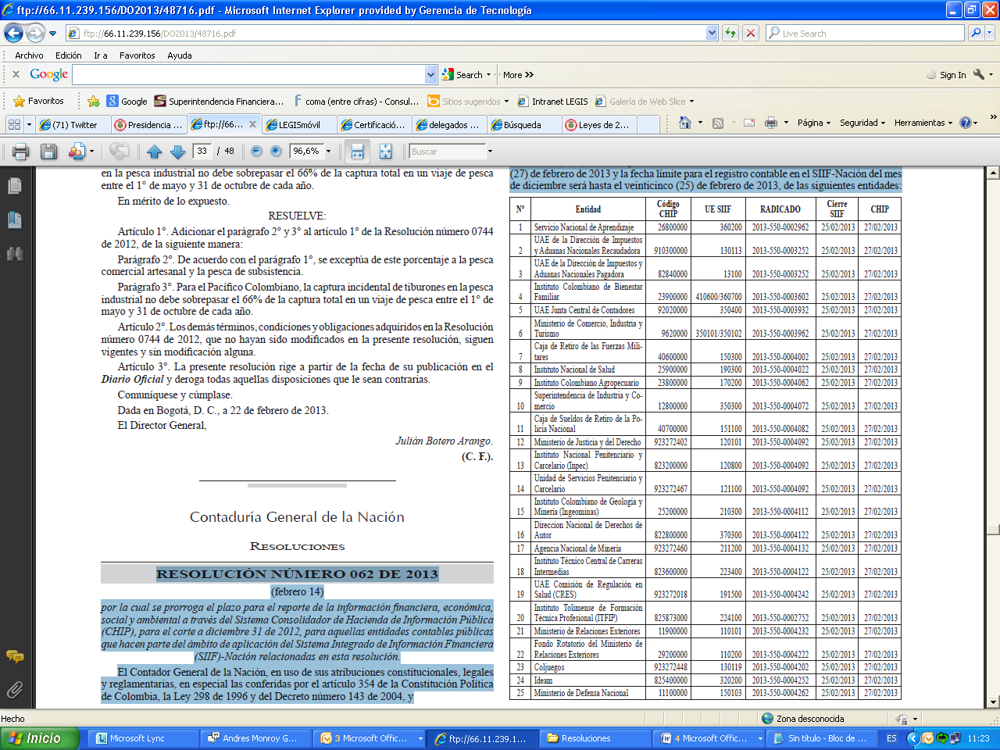 ftp://66.11.239.156/DO2013/48716.pdf - Microsoft Internet Explorer provided by Gerencia de Tecnología
ftp://66.11.239.156/DO2013/48716.pdf
Live Search
Archivo Edición Ir a Favoritos Ayuda
x Google Search More >> Sign In
Favoritos Google Superintendencia Financiera... coma (entre cifras) - Consul... Sitios sugeridos Intranet LEGIS Galería de Web Slice
(71) Twitter Presidencia ... ftp://66.... LEGISmóvil Certificació... delegados ... Búsqueda Leyes de 2... Página Seguridad Herramientas
33 / 48 96,6% Buscar
en la pesca industrial no debe sobrepasar el 66% de la captura total en un viaje de pesca
entre el 1° de mayo y 31 de octubre de cada año.
En mérito de lo expuesto.
RESUELVE:
Artículo 1°. Adicionar el parágrafo 2° y 3° al artículo 1° de la Resolución número 0744
de 2012, de la siguiente manera:
Parágrafo 2°. De acuerdo con el parágrafo 1°, se exceptúa de este porcentaje a la pesca
comercial artesanal y la pesca de subsistencia.
Parágrafo 3°. Para el Pacífico Colombiano, la captura incidental de tiburones en la pesca
industrial no debe sobrepasar el 66% de la captura total en un viaje de pesca entre el 1° de
mayo y 31 de octubre de cada año.
Artículo 2°. Los demás términos, condiciones y obligaciones adquiridos en la Resolución
número 0744 de 2012, que no hayan sido modificados en la presente resolución, siguen
vigentes y sin modificación alguna.
Artículo 3°. La presente resolución rige a partir de la fecha de su publicación en el
Diario Oficial y deroga todas aquellas disposiciones que le sean contrarias.
Comuníquese y cúmplase.
Dada en Bogotá, D. C., a 22 de febrero de 2013.
El Director General,
Julián Botero Arango.
(C. F.).
Contaduría General de la Nación
RESOLUCIONES
RESOLUCIÓN NÚMERO 062 DE 2013
(febrero 14)
por la cual se prorroga el plazo para el reporte de la información financiera, económica,
social y ambiental a través del Sistema Consolidador de Hacienda de Información Pública
(CHIP), para el corte a diciembre 31 de 2012, para aquellas entidades contables públicas
que hacen parte del ámbito de aplicación del Sistema Integrado de Información Financiera
(SIIF)-Nación relacionadas en esta resolución.
El Contador General de la Nación, en uso de sus atribuciones constitucionales, legales
y reglamentarias, en especial las conferidas por el artículo 354 de la Constitución Política
de Colombia, la Ley 298 de 1996 y del Decreto número 143 de 2004, y
(27) de febrero de 2013 y la fecha límite para el registro contable en el SIIF-Nación del mes
de diciembre será hasta el veinticinco (25) de febrero de 2013, de las siguientes entidades:
N° Entidad Código CHIP UE SIIF RADICADO Cierre SIIF CHIP
1 Servicio Nacional de Aprendizaje 26800000 360200 2013-550-0002962 25/02/2013 27/02/2013
UAE de la Dirección de Impuestos
2 y Aduanas Nacionales Recaudadora 910300000 130113 2013-550-0003252 25/02/2013 27/02/2013
UAE de la Dirección de Impuestos y
3 Aduanas Nacionales Pagadora 82840000 13100 2013-550-0003252 25/02/2013 27/02/2013
Instituto Colombiano de Bienestar
4 Familiar 23900000 410600/360700 2013-550-0003602 25/02/2013 27/02/2013
5 UAE Junta Central de Contadores 92020000 350400 2013-550-0003932 25/02/2013 27/02/2013
Ministerio de Comercio, Industria y
6 Turismo 9620000 350101/350102 2013-550-0003962 25/02/2013 27/02/2013
Caja de Retiro de las Fuerzas Mili-
7 tares 40600000 150300 2013-550-0004002 25/02/2013 27/02/2013
8 Instituto Nacional de Salud 25900000 190300 2013-550-0004022 25/02/2013 27/02/2013
9 Instituto Colombiano Agropecuario 23800000 170200 2013-550-0004062 25/02/2013 27/02/2013
Superintendencia de Industria y Co-
10 mercio 12800000 350300 2013-550-0004072 25/02/2013 27/02/2013
Caja de Sueldos de Retiro de la Po-
11 licía Nacional 40700000 151100 2013-550-0004082 25/02/2013 27/02/2013
12 Ministerio de Justicia y del Derecho 923272402 120101 2013-550-0004092 25/02/2013 27/02/2013
Instituto Nacional Penitenciario y
13 Carcelario (Inpec) 823200000 120800 2013-550-0004092 25/02/2013 27/02/2013
Unidad de Servicios Penitenciario y
14 Carcelario 923272467 121100 2013-550-0004092 25/02/2013 27/02/2013
Instituto Colombiano de Geología y
15 Minería (Ingeominas) 25200000 210300 2013-550-0004112 25/02/2013 27/02/2013
Direccion Nacional de Derechos de
16 Autor 822800000 370300 2013-550-0004122 25/02/2013 27/02/2013
17 Agencia Nacional de Minería 923272460 211200 2013-550-0004132 25/02/2013 27/02/2013
Instituto Técnico Central de Carreras
18 Intermedias 823600000 223400 2013-550-0004122 25/02/2013 27/02/2013
UAE Comisión de Regulación en
19 Salud (CRES) 923272018 191500 2013-550-0004242 25/02/2013 27/02/2013
Instituto Tolimense de Formación
20 Técnica Profesional (ITFIP) 825873000 224100 2013-550-0002752 25/02/2013 27/02/2013
21 Ministerio de Relaciones Exteriores 11900000 110101 2013-550-0004232 25/02/2013 27/02/2013
Fondo Rotatorio del Ministerio de
22 Relaciones Exteriores 29200000 110200 2013-550-0004222 25/02/2013 27/02/2013
23 Coljuegos 923272448 130119 2013-550-0004202 25/02/2013 27/02/2013
24 Ideam 825400000 320200 2013-550-0004252 25/02/2013 27/02/2013
25 Ministerio de Defensa Nacional 11100000 150103 2013-550-0004262 25/02/2013 27/02/2013
Hecho Zona desconocida
Inicio Microsoft Lync Andres Monroy G... 3 Microsoft Offic... ftp://66.11.239.1... Resoluciones 4 Microsoft Offic... Sin título - Bloc de ... ES 11:23